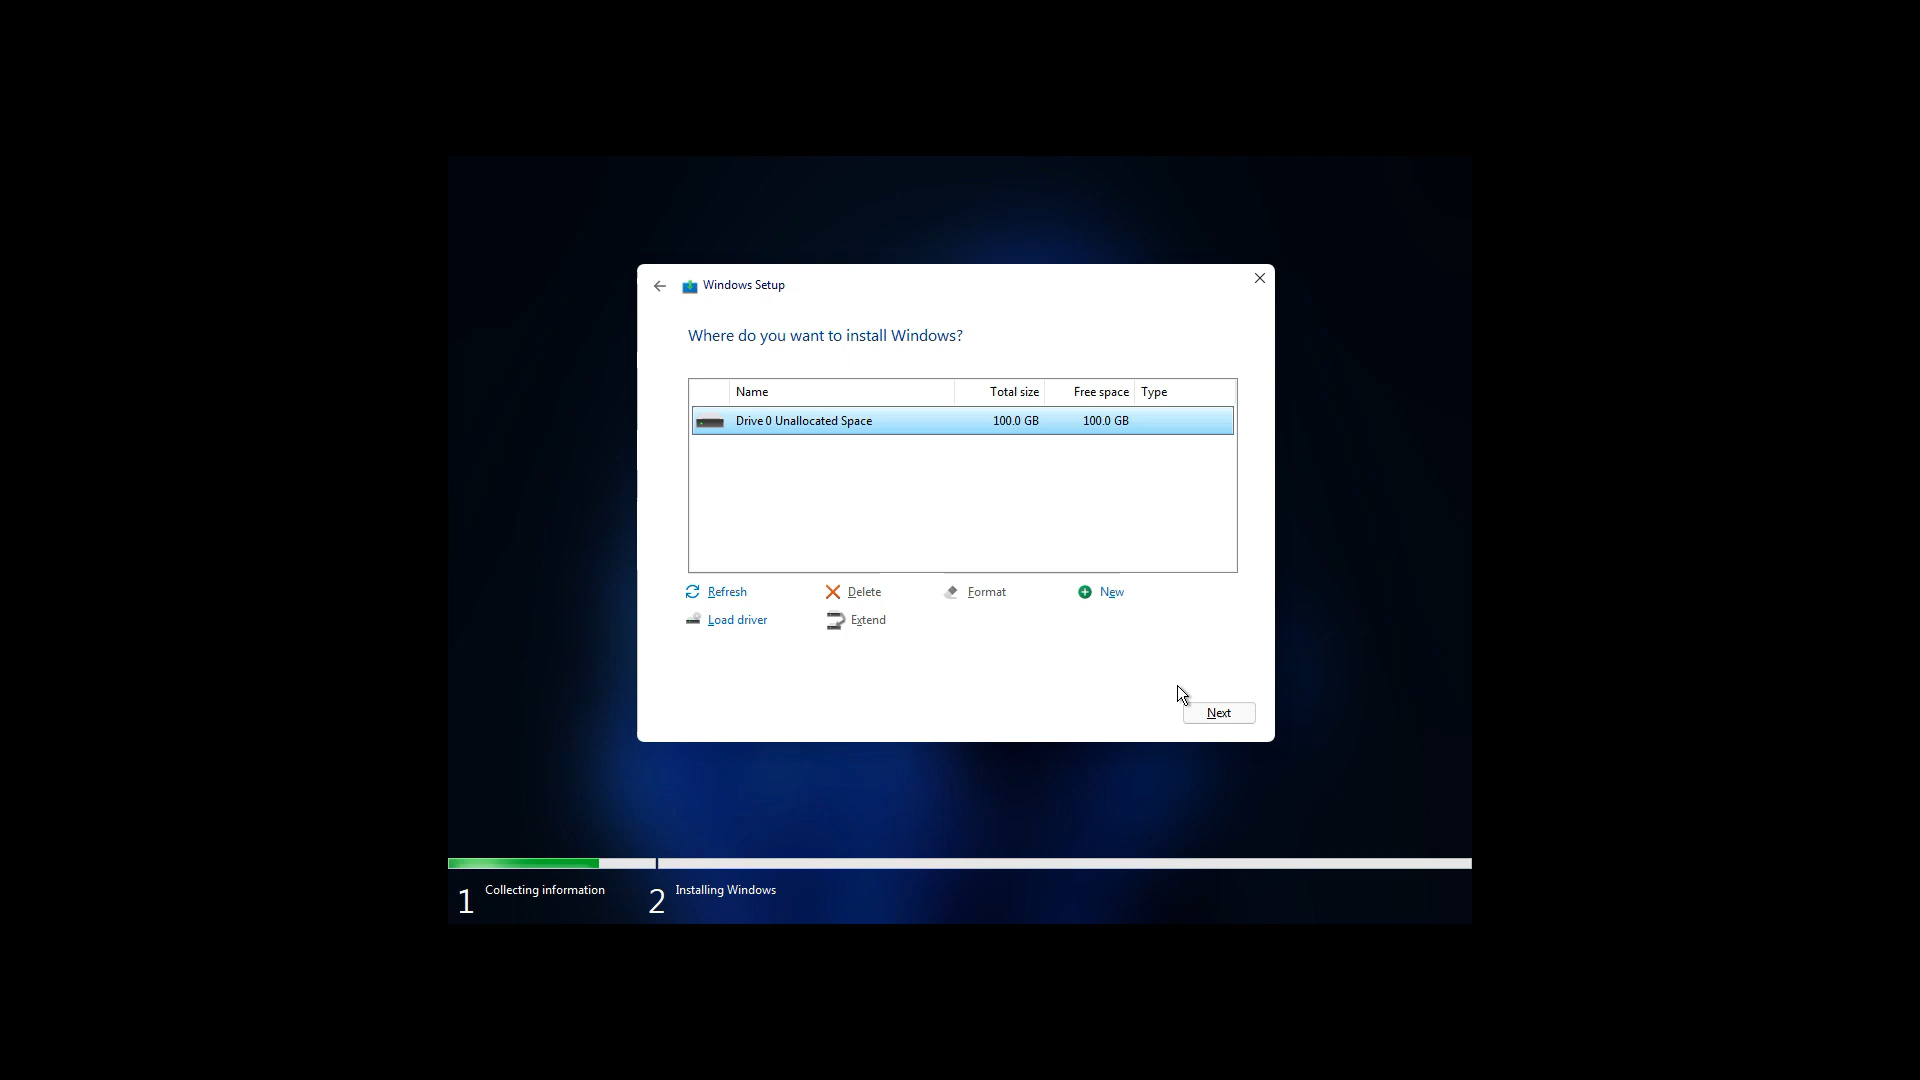 Windows Setup
Where do you want to install Windows?
Name Total size Free space Type
Drive 0 Unallocated Space 100.0 GB 100.0 GB
Refresh Delete Format New
Load driver Extend
Next
1 Collecting information 2 Installing Windows